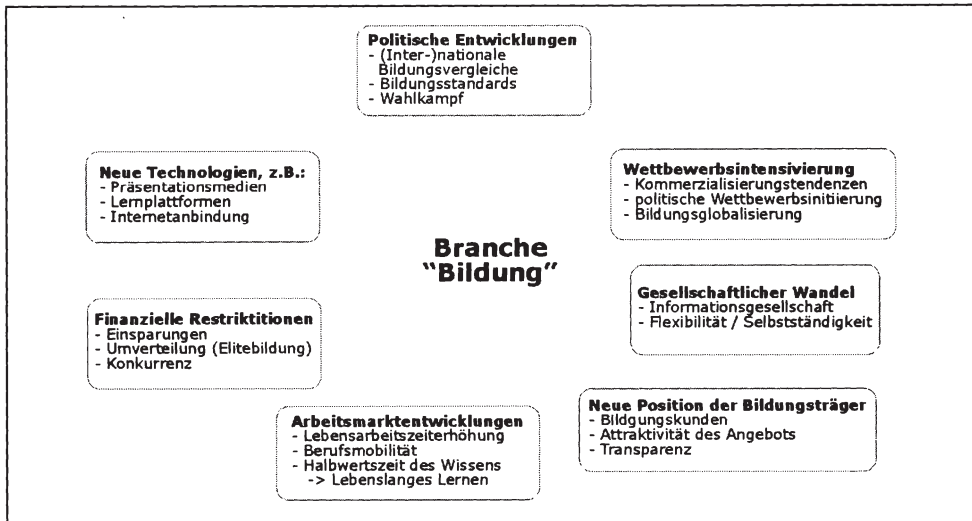 Politische Entwicklungen
- (Inter-)nationale
Bildungsvergleiche
- Bildungsstandards
- Wahlkampf
Neue Technologien, z.B.:
- Präsentationsmedien
- Lernplattformen
- Internetanbindung
Wettbewerbsintensivierung
- Kommerzialisierungstendenzen
- politische Wettbewerbsinitiierung
- Bildungsglobalisierung
Branche
"Bildung"
Gesellschaftlicher Wandel
- Informationsgesellschaft
- Flexibilität / Selbstständigkeit
Finanzielle Restriktitionen
- Einsparungen
- Umverteilung (Elitebildung)
- Konkurrenz
Arbeitsmarktentwicklungen
- Lebensarbeitszeiterhöhung
- Berufsmobilität
- Halbwertszeit des Wissens
-> Lebenslanges Lernen
Neue Position der Bildungsträger
- Bildgungskunden
- Attraktivität des Angebots
- Transparenz